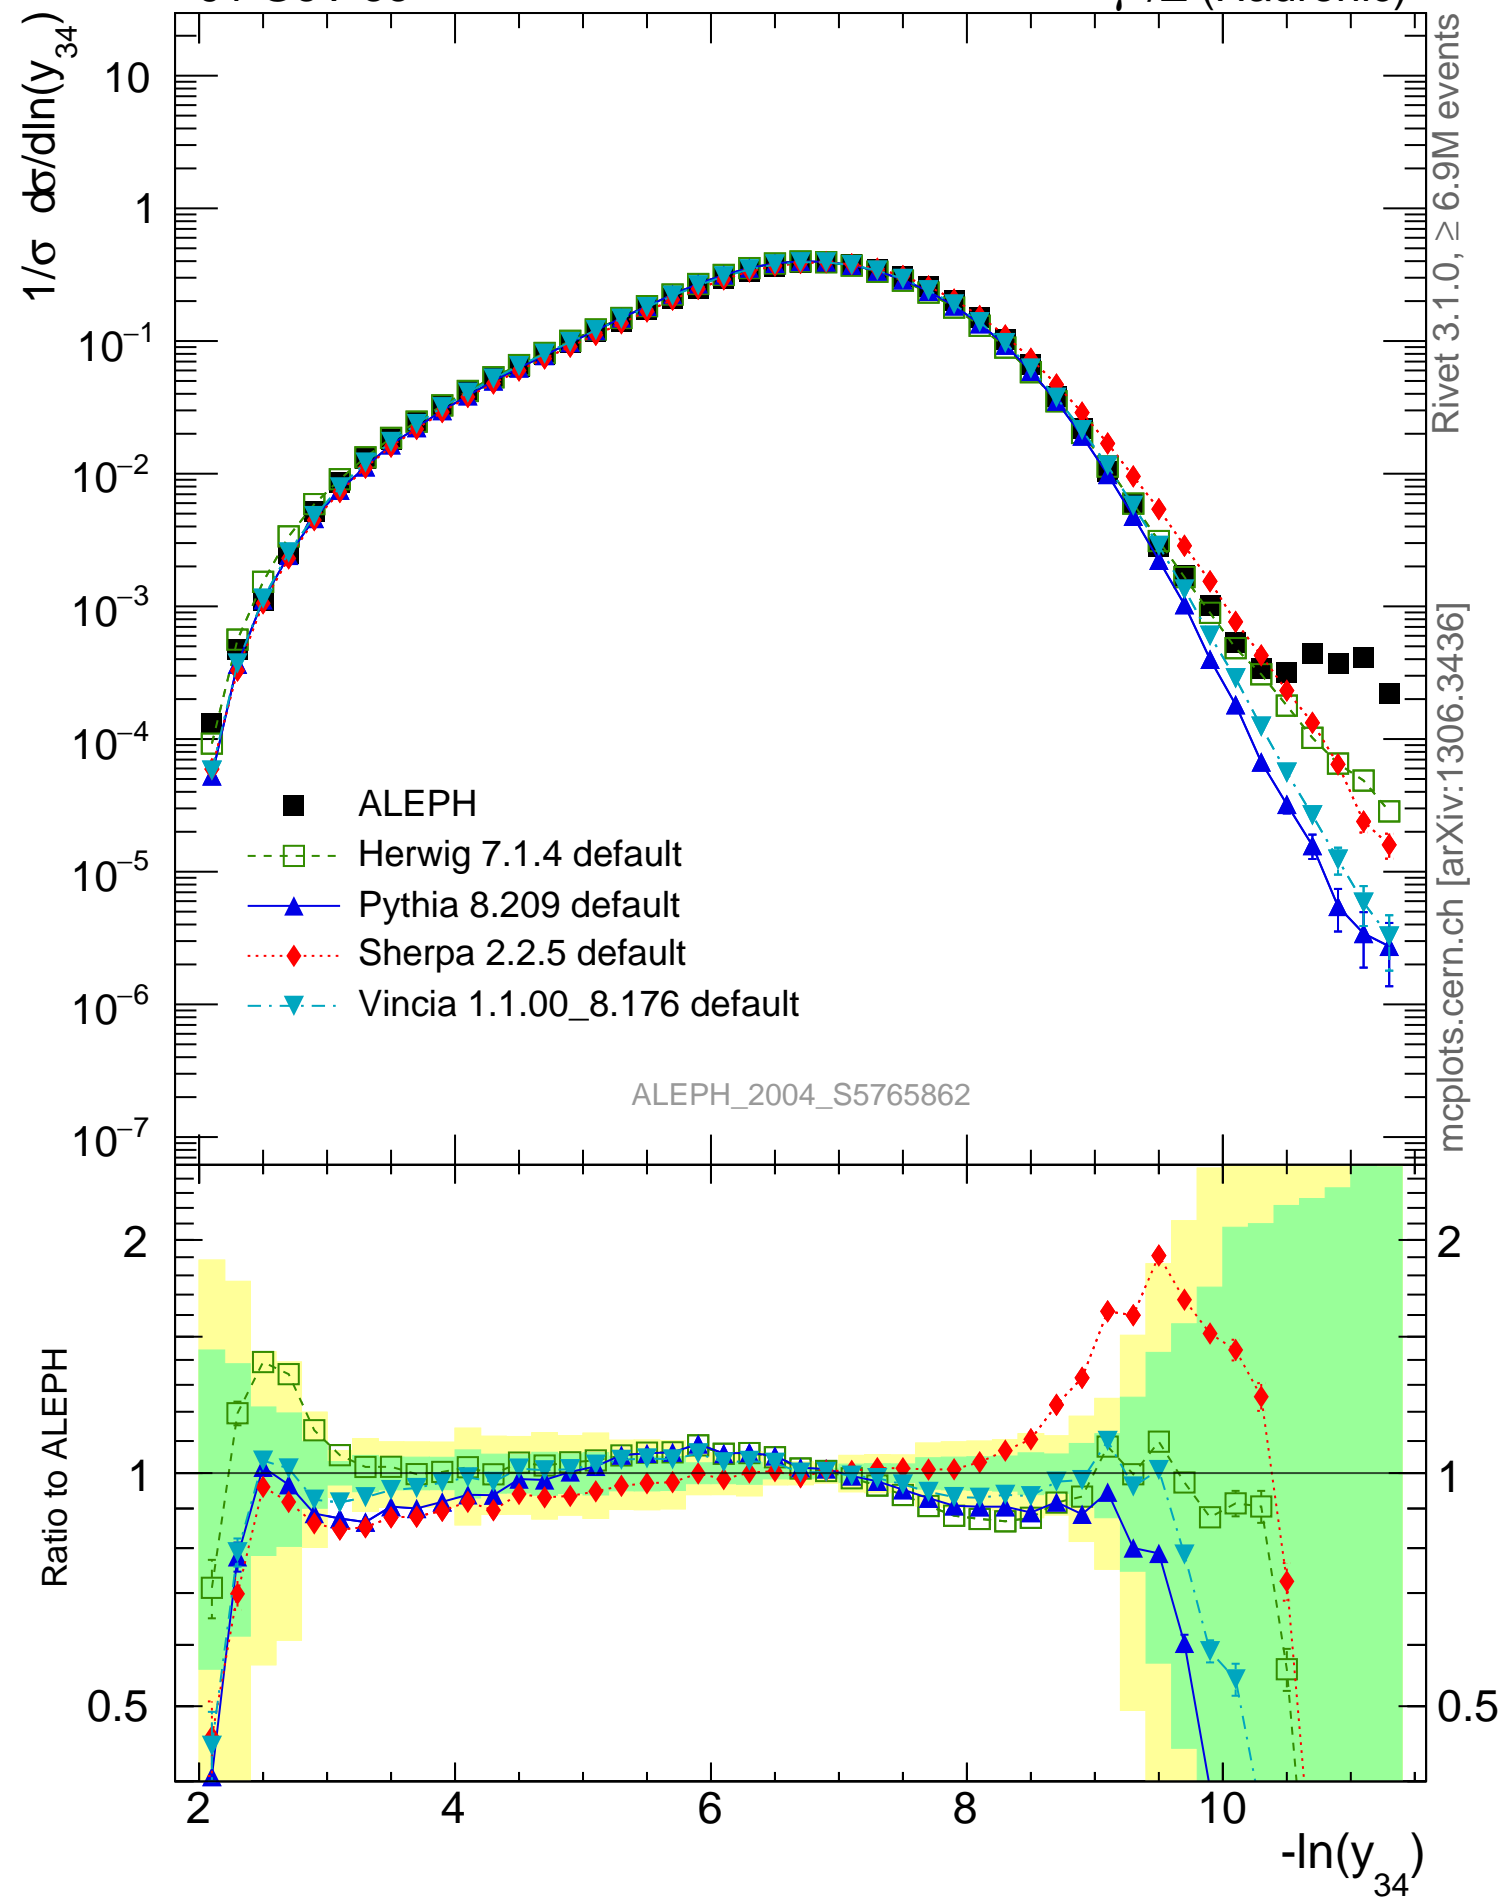 1/σ dσ/dln(y34)
10
1
10−1
10−2
10−3
10−4
10−5
10−6
10−7
ALEPH
Herwig 7.1.4 default
Pythia 8.209 default
Sherpa 2.2.5 default
Vincia 1.1.00_8.176 default
ALEPH_2004_S5765862
Rivet 3.1.0, ≥ 6.9M events
mcplots.cern.ch [arXiv:1306.3436]
Ratio to ALEPH
2
1
0.5
2
1
0.5
2 4 6 8 10
-ln(y34)